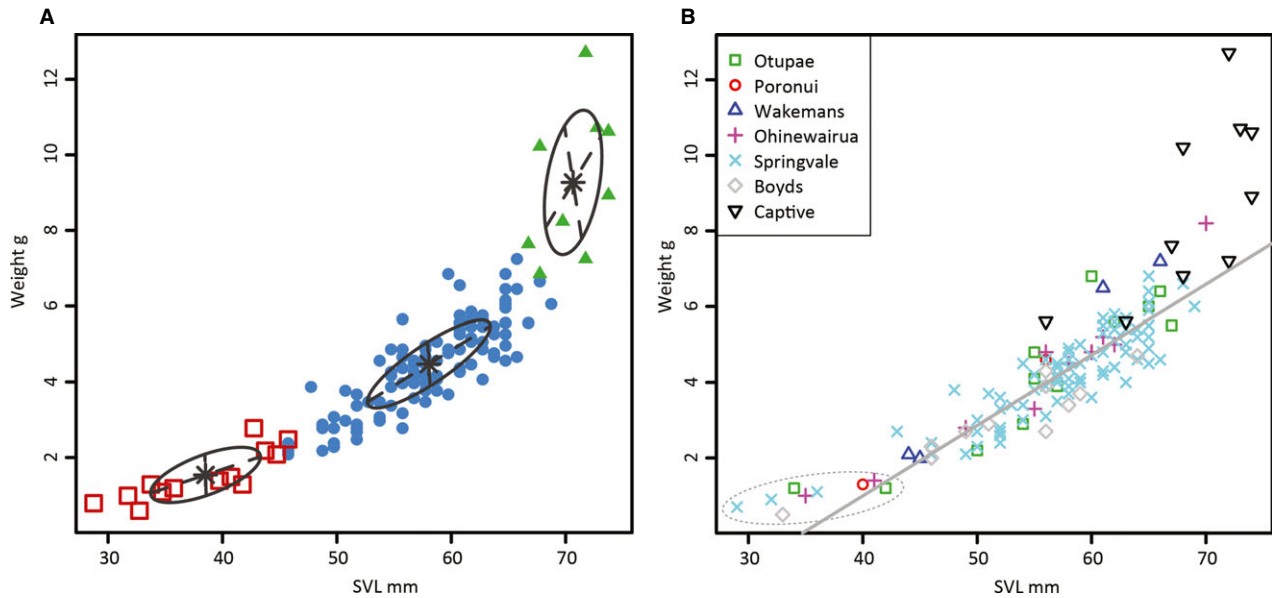 A
Weight g
12
10
8
6
4
2
30 40 50 60 70
SVL mm
B
Weight g
12
10
8
6
4
2
Otupae
Poronui
Wakemans
Ohinewairua
Springvale
Boyds
Captive
30 40 50 60 70
SVL mm